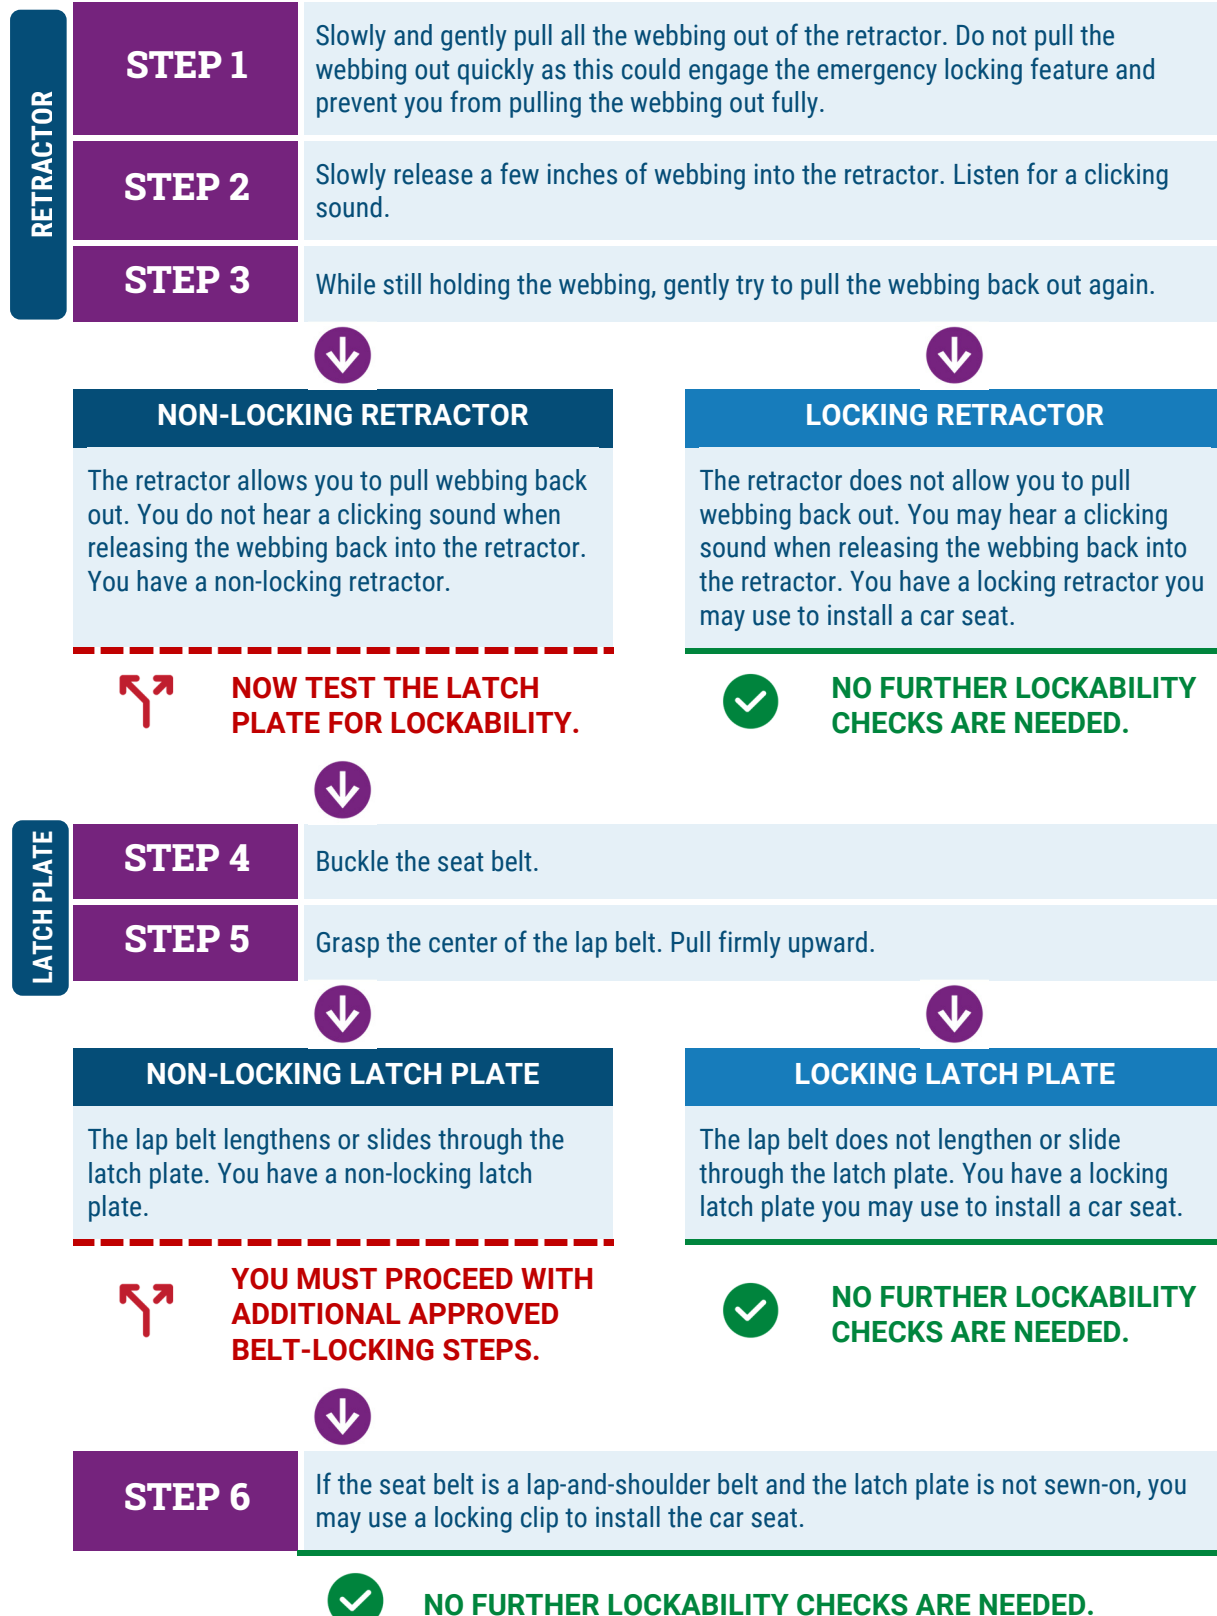 RETRACTOR
STEP 1
Slowly and gently pull all the webbing out of the retractor. Do not pull the
webbing out quickly as this could engage the emergency locking feature and
prevent you from pulling the webbing out fully.
STEP 2
Slowly release a few inches of webbing into the retractor. Listen for a clicking
sound.
STEP 3
While still holding the webbing, gently try to pull the webbing back out again.
NON-LOCKING RETRACTOR
The retractor allows you to pull webbing back
out. You do not hear a clicking sound when
releasing the webbing back into the retractor.
You have a non-locking retractor.
NOW TEST THE LATCH
PLATE FOR LOCKABILITY.
LOCKING RETRACTOR
The retractor does not allow you to pull
webbing back out. You may hear a clicking
sound when releasing the webbing back into
the retractor. You have a locking retractor you
may use to install a car seat.
NO FURTHER LOCKABILITY
CHECKS ARE NEEDED.
LATCH PLATE
STEP 4
Buckle the seat belt.
STEP 5
Grasp the center of the lap belt. Pull firmly upward.
NON-LOCKING LATCH PLATE
The lap belt lengthens or slides through the
latch plate. You have a non-locking latch
plate.
YOU MUST PROCEED WITH
ADDITIONAL APPROVED
BELT-LOCKING STEPS.
LOCKING LATCH PLATE
The lap belt does not lengthen or slide
through the latch plate. You have a locking
latch plate you may use to install a car seat.
NO FURTHER LOCKABILITY
CHECKS ARE NEEDED.
STEP 6
If the seat belt is a lap-and-shoulder belt and the latch plate is not sewn-on, you
may use a locking clip to install the car seat.
NO FURTHER LOCKABILITY CHECKS ARE NEEDED.